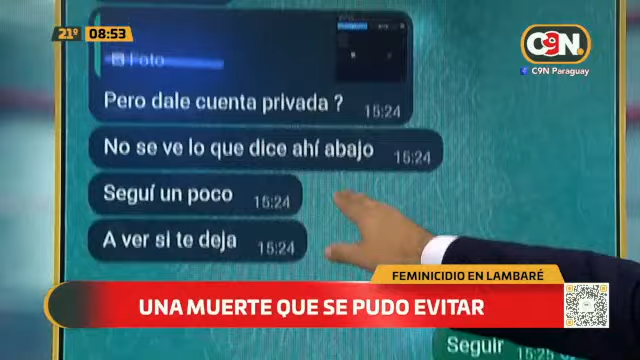 21º 08:53
C9N
C9N Paraguay
Foto
Pero dale cuenta privada ? 15:24
No se ve lo que dice ahí abajo 15:24
Seguí un poco 15:24
A ver si te deja 15:24
FEMINICIDIO EN LAMBARÉ
UNA MUERTE QUE SE PUDO EVITAR
Seguir 15:25